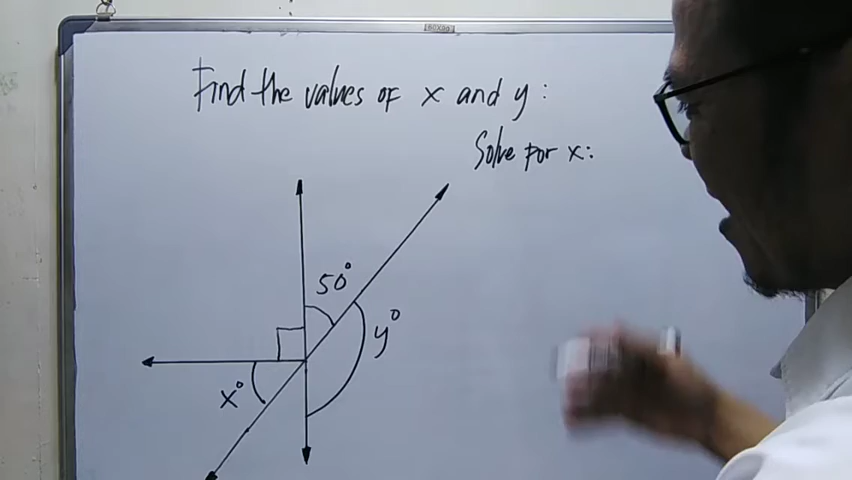 Find the values of x and y:
Solve for x:
50°
y°
x°